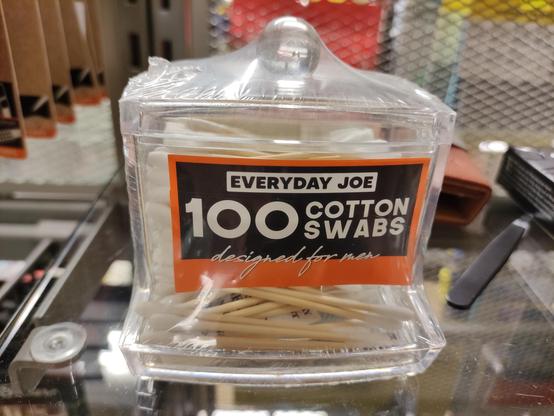 EVERYDAY JOE
100 COTTON
SWABS
designed for men